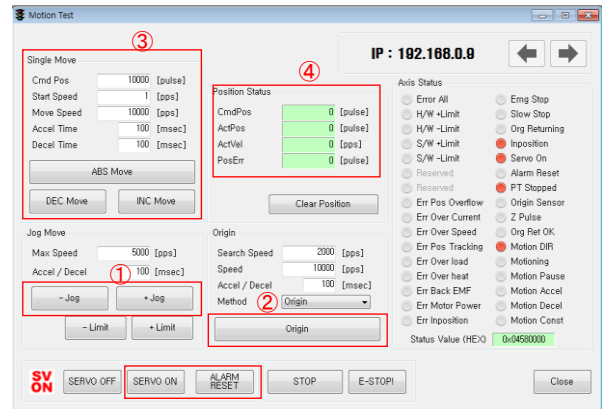 Motion Test
③
Single Move
Cmd Pos 10000 [pulse]
Start Speed 1 [pps]
Move Speed 10000 [pps]
Accel Time 100 [msec]
Decel Time 100 [msec]
ABS Move
DEC Move INC Move
IP : 192.168.0.9
④
Position Status
CmdPos 0 [pulse]
ActPos 0 [pulse]
ActVel 0 [pps]
PosErr 0 [pulse]
Clear Position
Jog Move
Max Speed 5000 [pps]
Accel / Decel 100 [msec]
①
- Jog + Jog
- Limit + Limit
Origin
Search Speed 2000 [pps]
Speed 10000 [pps]
Accel / Decel 100 [msec]
Method Origin
②
Origin
Axis Status
Error All Emg Stop
H/W +Limit Slow Stop
H/W -Limit Org Returning
S/W +Limit Inposition
S/W -Limit Servo On
Reserved Alarm Reset
Reserved PT Stopped
Err Pos Overflow Origin Sensor
Err Over Current Z Pulse
Err Over Speed Org Ret OK
Err Pos Tracking Motion DIR
Err Over load Motioning
Err Over heat Motion Pause
Err Back EMF Motion Accel
Err Motor Power Motion Decel
Err Inposition Motion Const
Status Value (HEX) 0x04580000
SV ON
SERVO OFF SERVO ON ALARM RESET STOP E-STOP! Close